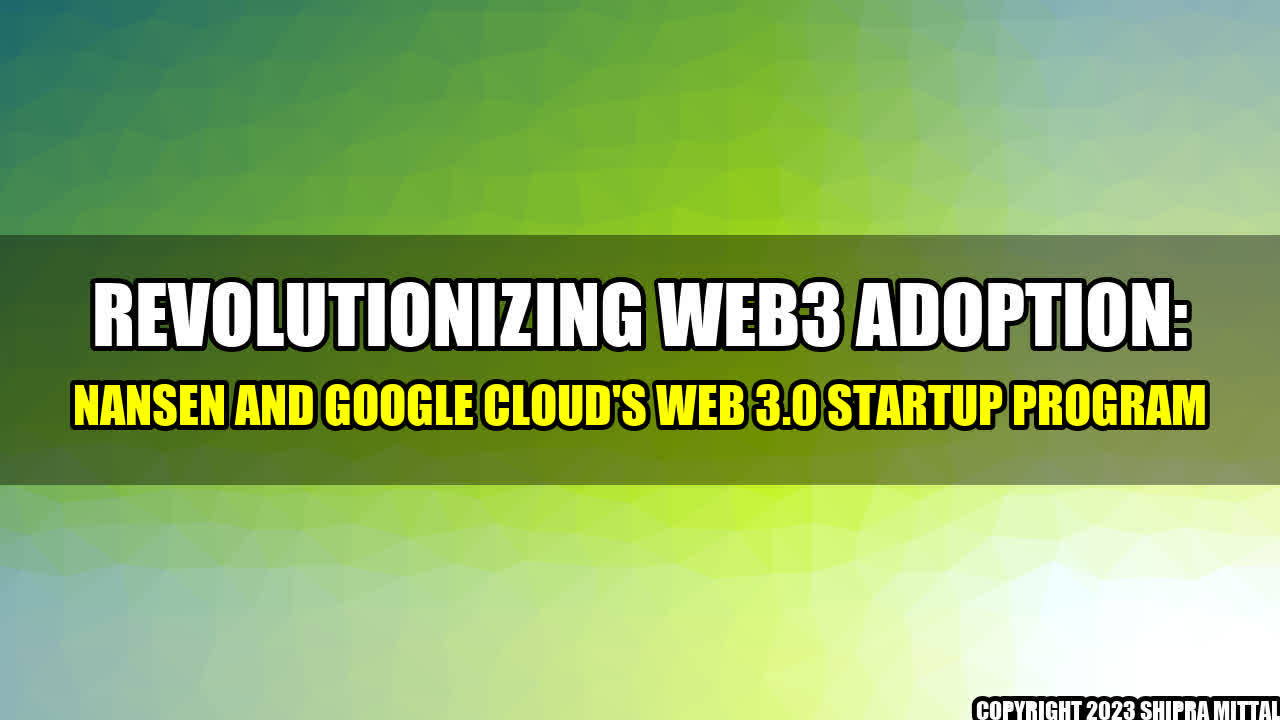 REVOLUTIONIZING WEB3 ADOPTION:
NANSEN AND GOOGLE CLOUD'S WEB 3.0 STARTUP PROGRAM
COPYRIGHT 2023 SHIPRA MITTAL